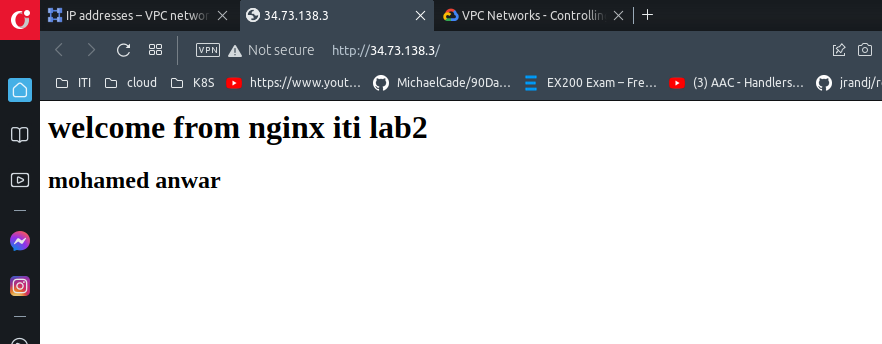 IP addresses – VPC networ
34.73.138.3
VPC Networks - Controlling
VPN Not secure http://34.73.138.3/
ITI cloud K8S https://www.yout... MichaelCade/90Da... EX200 Exam – Fre... (3) AAC - Handlers... jrandj/r
welcome from nginx iti lab2
mohamed anwar